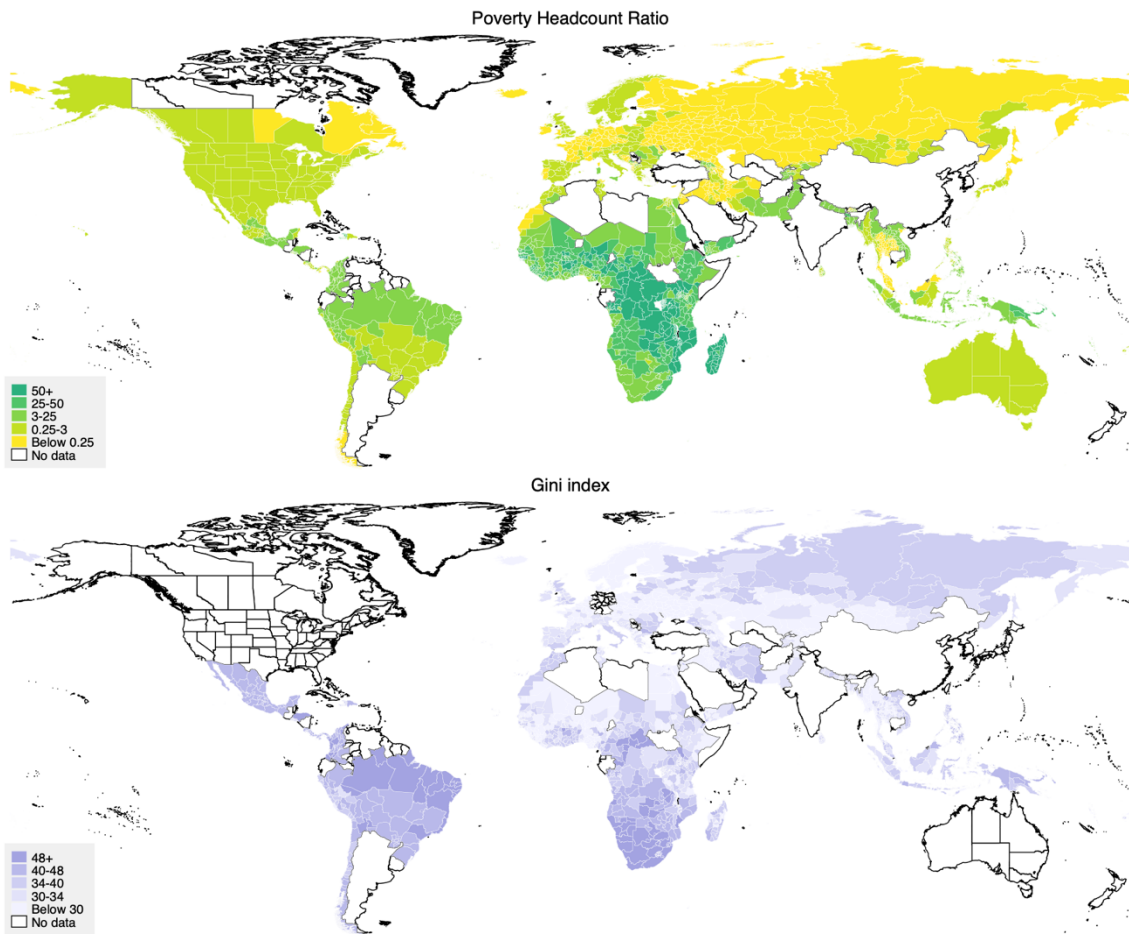 Poverty Headcount Ratio
50+
25-50
3-25
0.25-3
Below 0.25
No data
Gini index
48+
40-48
34-40
30-34
Below 30
No data